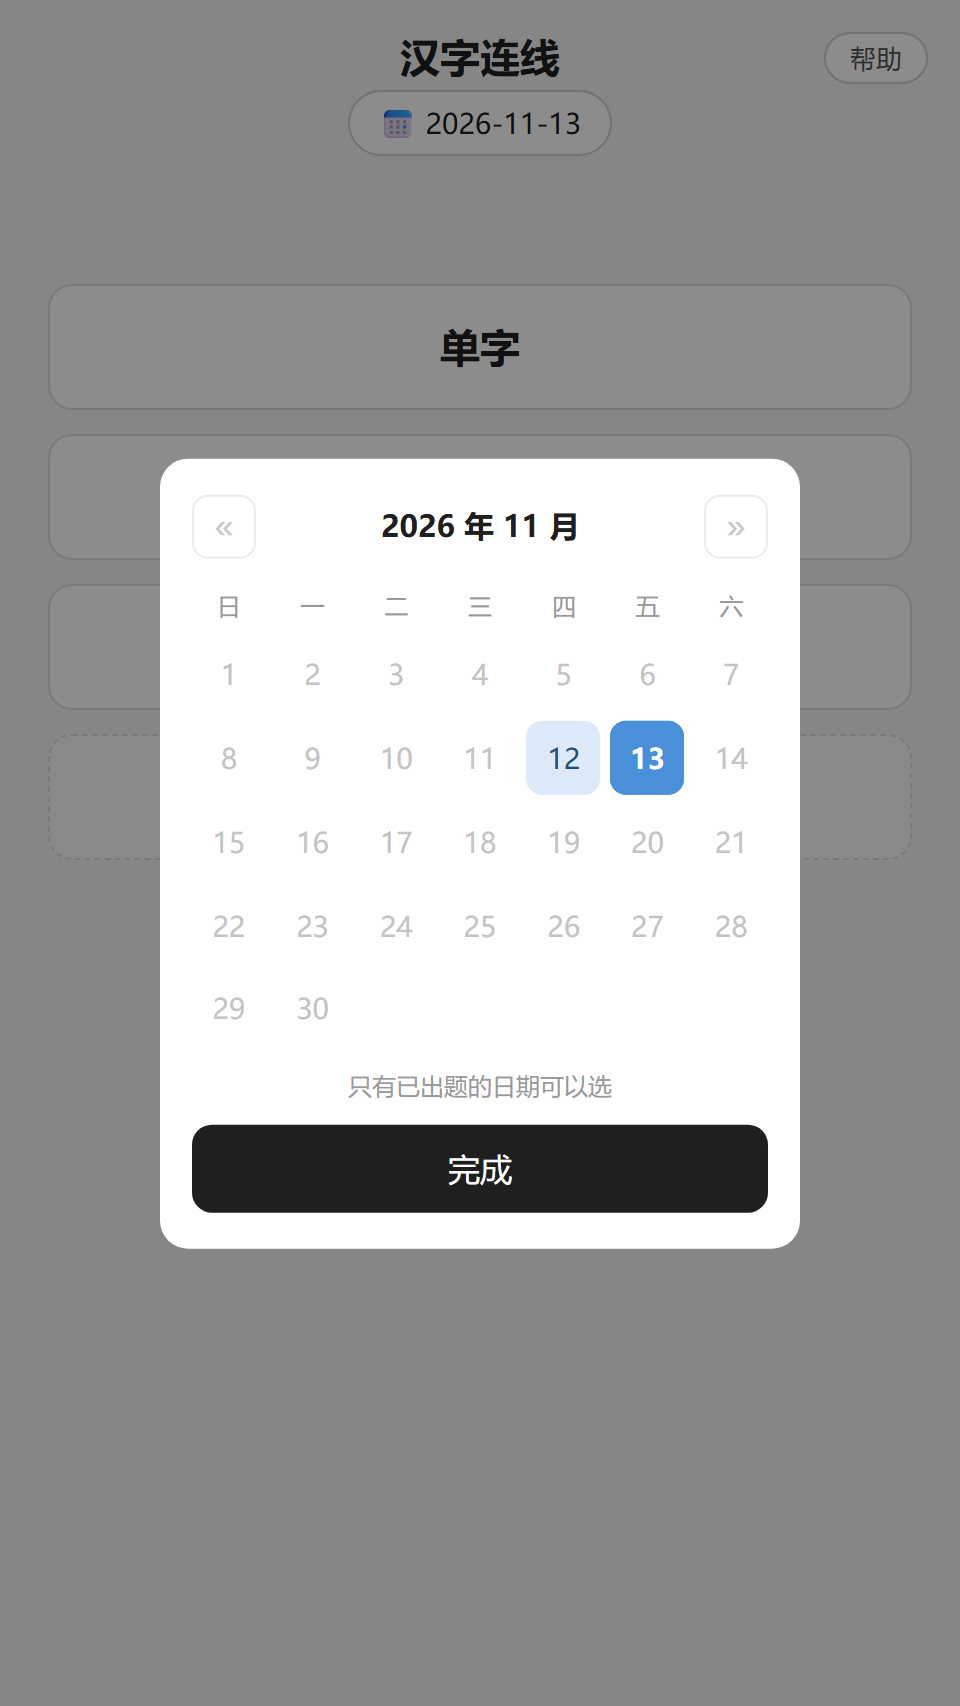 汉字连线
帮助
2026-11-13
单字
«
2026 年 11 月
»
日 一 二 三 四 五 六
1 2 3 4 5 6 7
8 9 10 11 12 13 14
15 16 17 18 19 20 21
22 23 24 25 26 27 28
29 30
只有已出题的日期可以选
完成